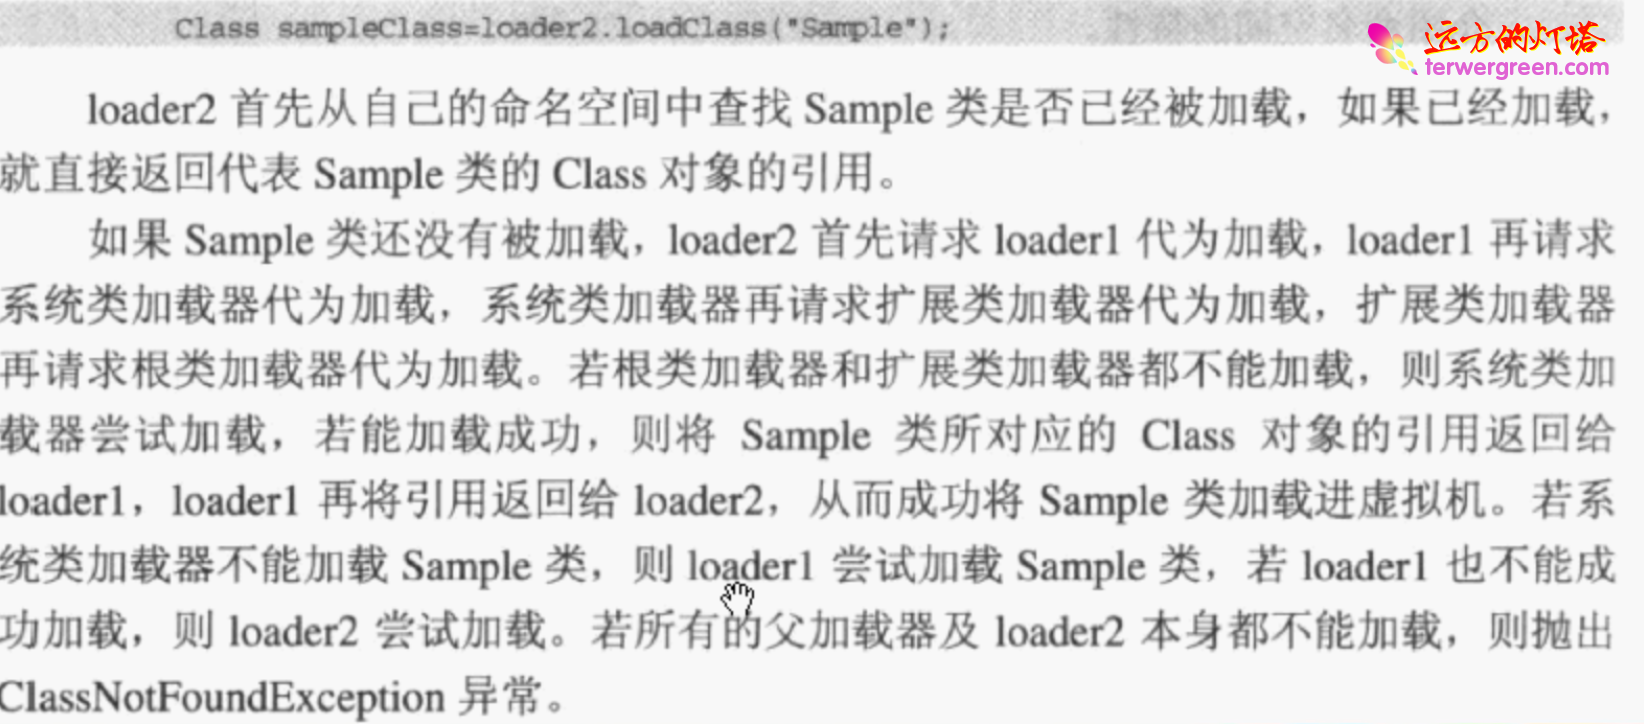 Class sampleClass=loader2.loadClass("Sample");
远方的灯塔
terwergreen.com
loader2 首先从自己的命名空间中查找 Sample 类是否已经被加载，如果已经加载，
就直接返回代表 Sample 类的 Class 对象的引用。
如果 Sample 类还没有被加载，loader2 首先请求 loader1 代为加载，loader1 再请求
系统类加载器代为加载，系统类加载器再请求扩展类加载器代为加载，扩展类加载器
再请求根类加载器代为加载。若根类加载器和扩展类加载器都不能加载，则系统类加
载器尝试加载，若能加载成功，则将 Sample 类所对应的 Class 对象的引用返回给
loader1，loader1 再将引用返回给 loader2，从而成功将 Sample 类加载进虚拟机。若系
统类加载器不能加载 Sample 类，则 loader1 尝试加载 Sample 类，若 loader1 也不能成
功加载，则 loader2 尝试加载。若所有的父加载器及 loader2 本身都不能加载，则抛出
ClassNotFoundException 异常。